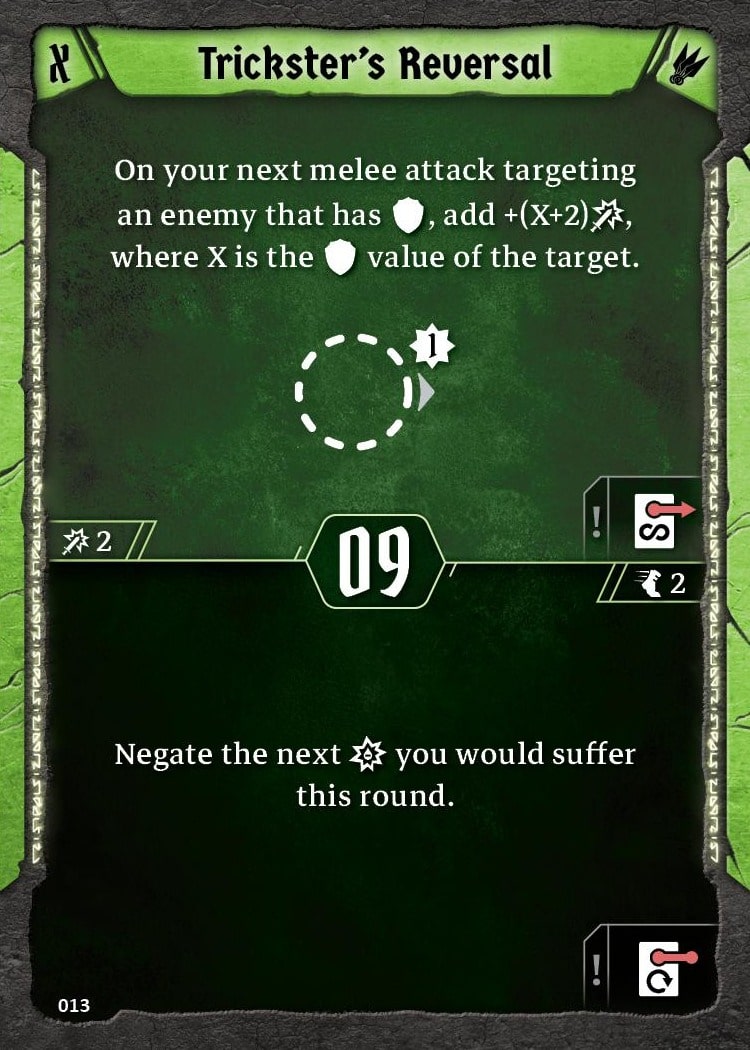 X
Trickster's Reversal
On your next melee attack targeting
an enemy that has , add +(X+2),
where X is the value of the target.
1
! 
2
09
2
Negate the next you would suffer
this round.
!
013